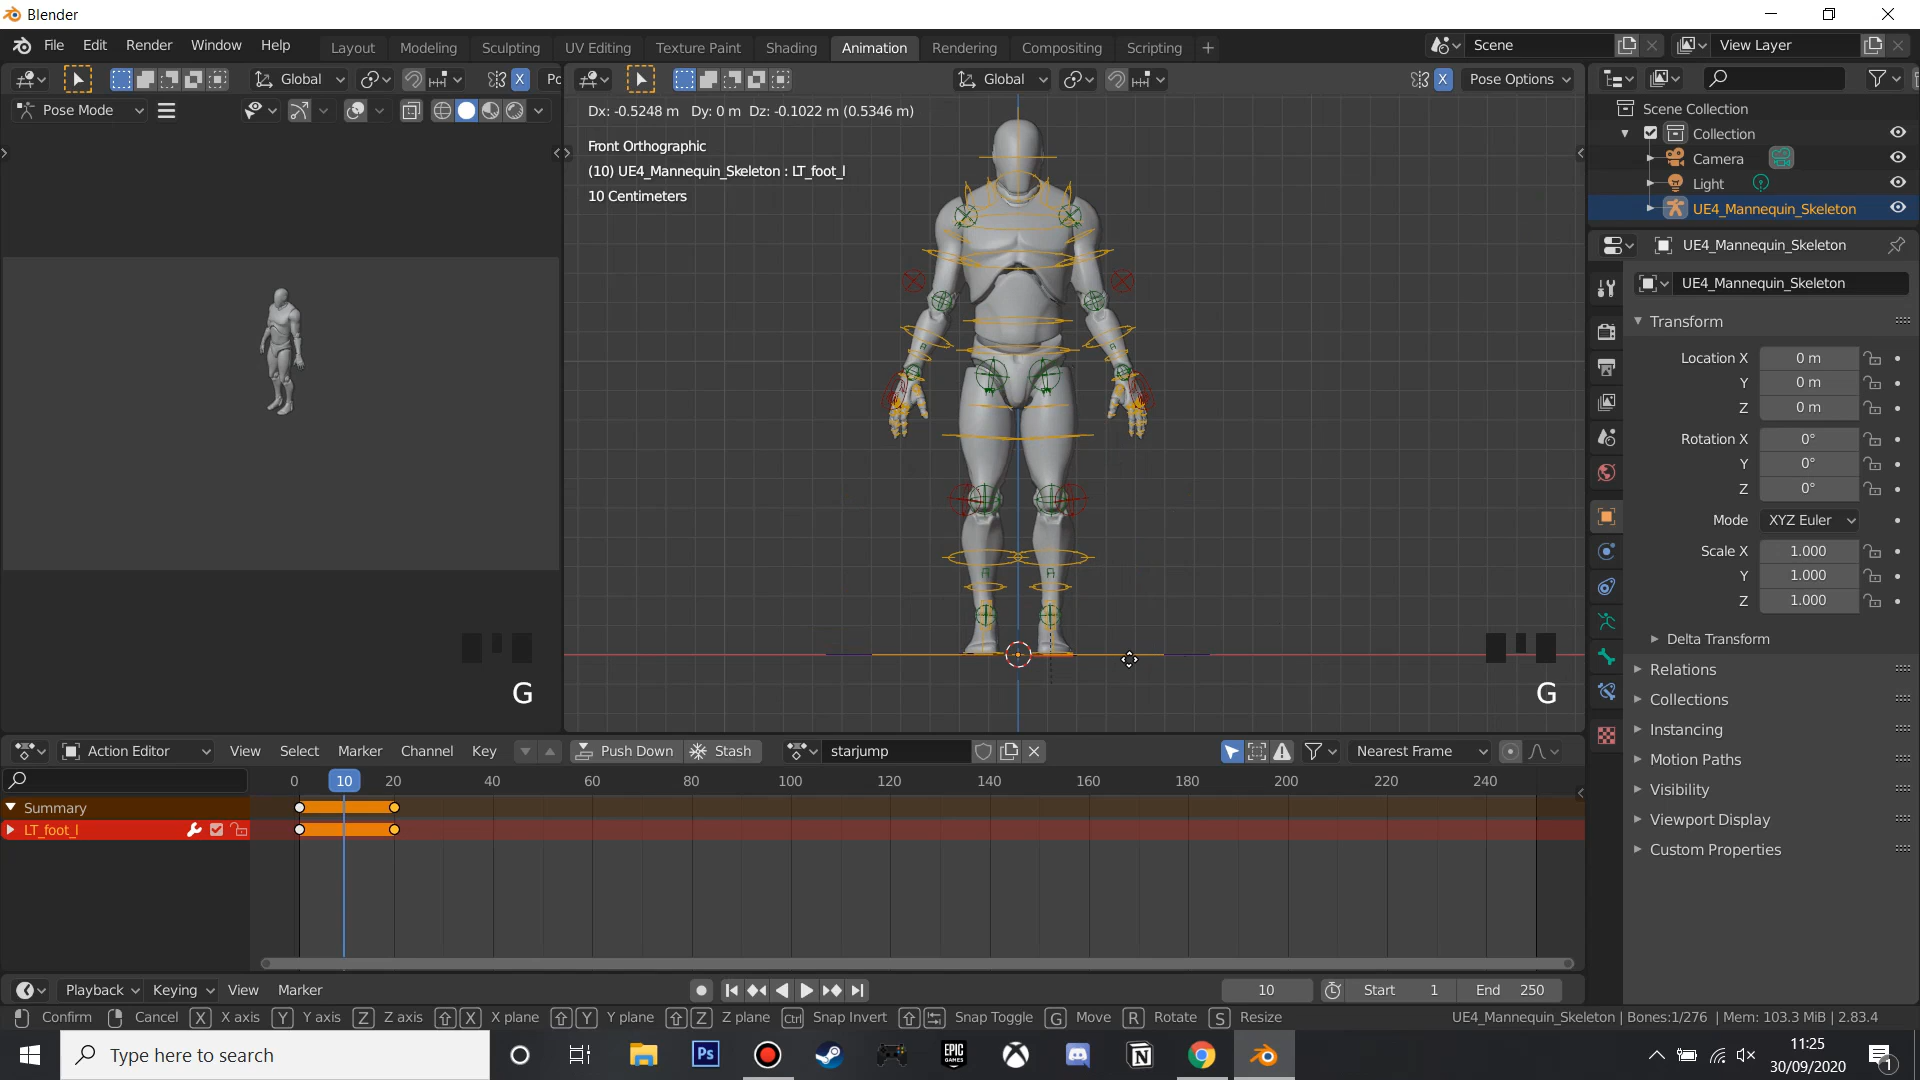 Blender
File Edit Render Window Help Layout Modeling Sculpting UV Editing Texture Paint Shading Animation Rendering Compositing Scripting + Scene View Layer
Global X Po Global X Pose Options
Pose Mode
Dx: -0.5248 m Dy: 0 m Dz: -0.1022 m (0.5346 m)
Front Orthographic
(10) UE4_Mannequin_Skeleton : LT_foot_l
10 Centimeters
G
G
Scene Collection
Collection
Camera
Light
UE4_Mannequin_Skeleton
UE4_Mannequin_Skeleton
UE4_Mannequin_Skeleton
Transform
Location X 0 m
Y 0 m
Z 0 m
Rotation X 0°
Y 0°
Z 0°
Mode XYZ Euler
Scale X 1.000
Y 1.000
Z 1.000
Delta Transform
Relations
Collections
Instancing
Motion Paths
Visibility
Viewport Display
Custom Properties
Action Editor View Select Marker Channel Key Push Down Stash starjump Nearest Frame
0 10 20 40 60 80 100 120 140 160 180 200 220 240
Summary
LT_foot_l
Playback Keying View Marker 10 Start 1 End 250
Confirm Cancel X X axis Y Y axis Z Z axis X X plane Y Y plane Z Z plane Ctrl Snap Invert Snap Toggle G Move R Rotate S Resize UE4_Mannequin_Skeleton | Bones:1/276 | Mem: 103.3 MiB | 2.83.4
Type here to search Ps EPIC GAMES 11:25
30/09/2020 1